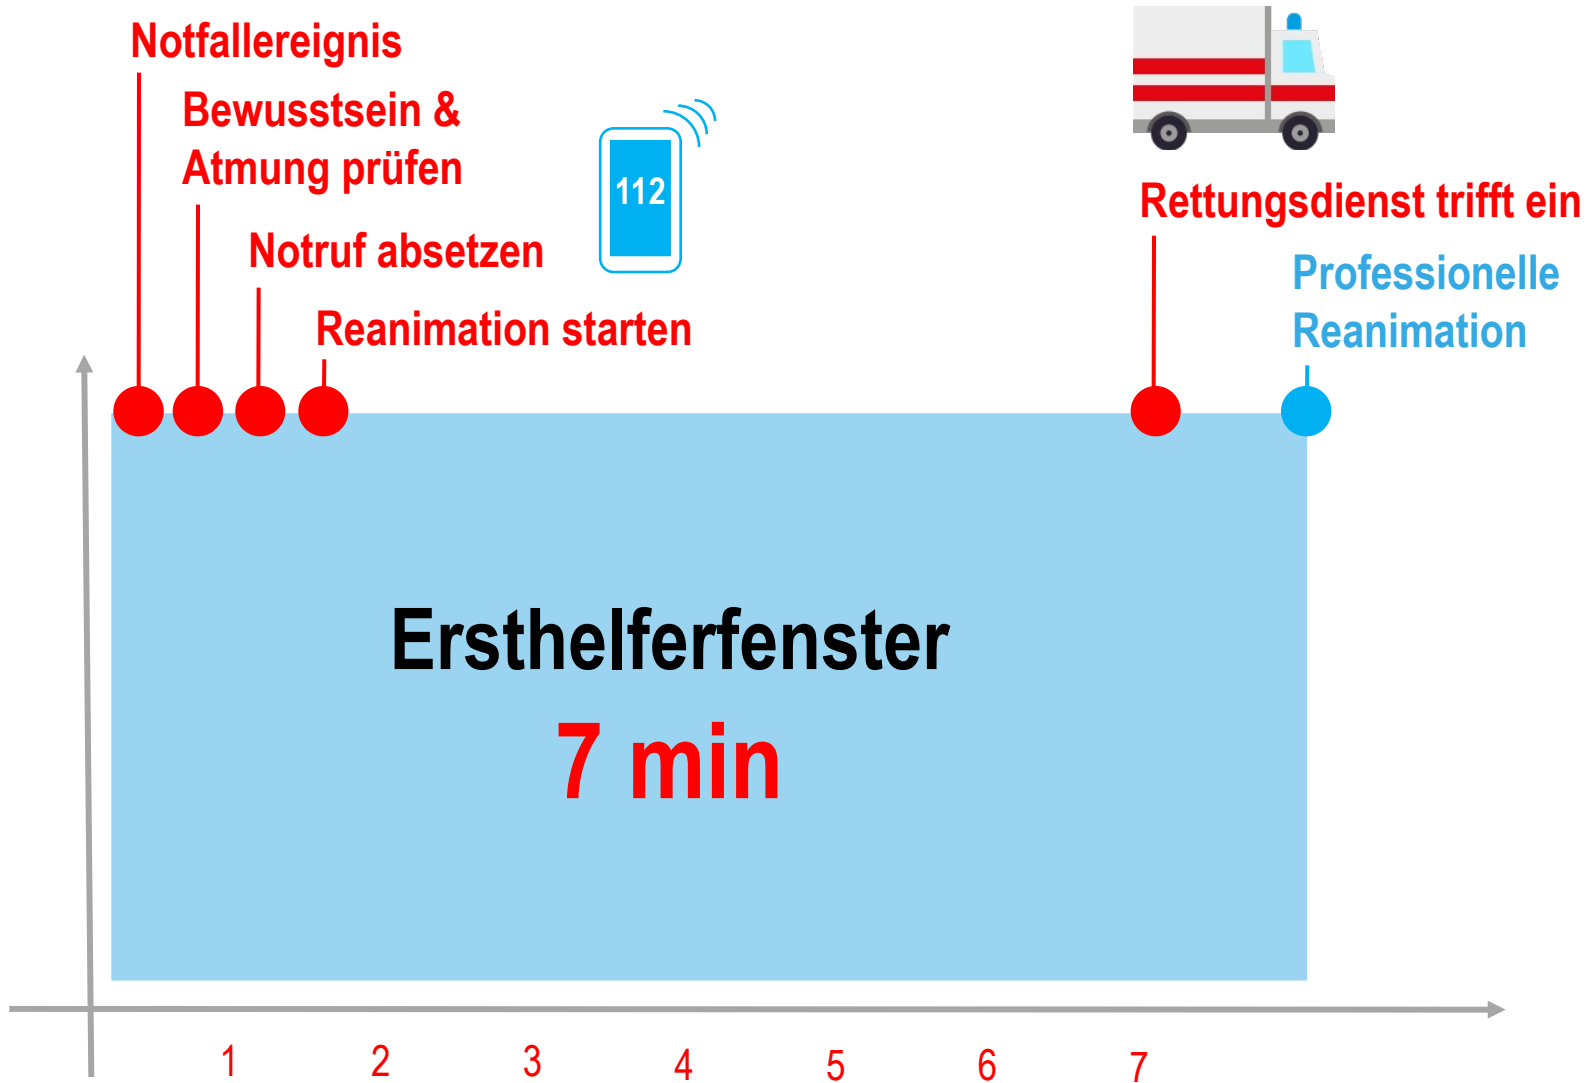 Notfallereignis
Bewusstsein &
Atmung prüfen
Notruf absetzen
Reanimation starten
112
Rettungsdienst trifft ein
Professionelle
Reanimation
Ersthelferfenster
7 min
1 2 3 4 5 6 7